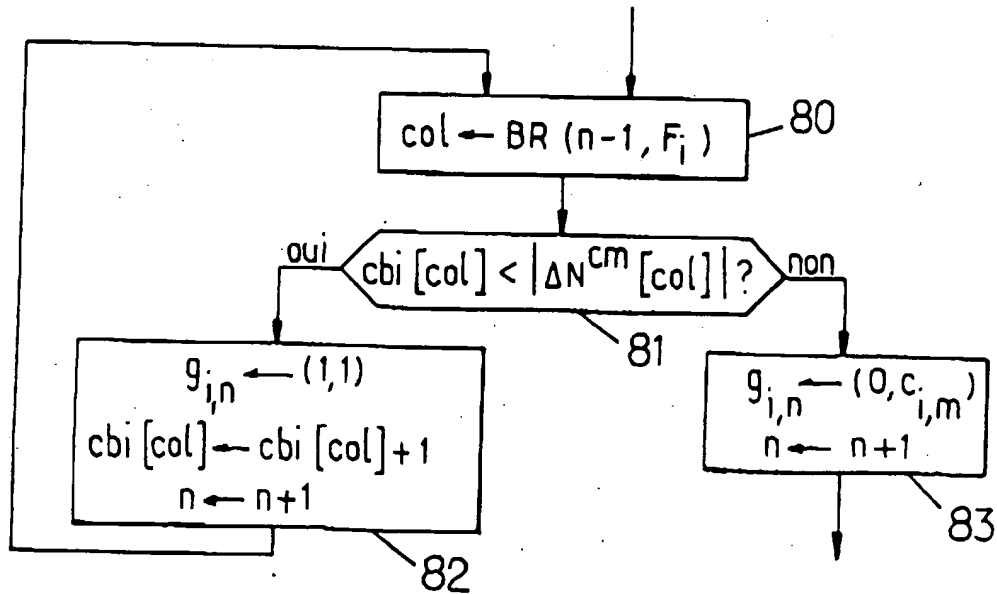 col ← BR (n-1, F_i)
80
oui
cbi [col] < |ΔN^cm [col]| ?
non
81
g_i,n ← (1,1)
cbi [col] ← cbi [col] + 1
n ← n+1
82
g_i,n ← (0, c_i,m)
n ← n+1
83